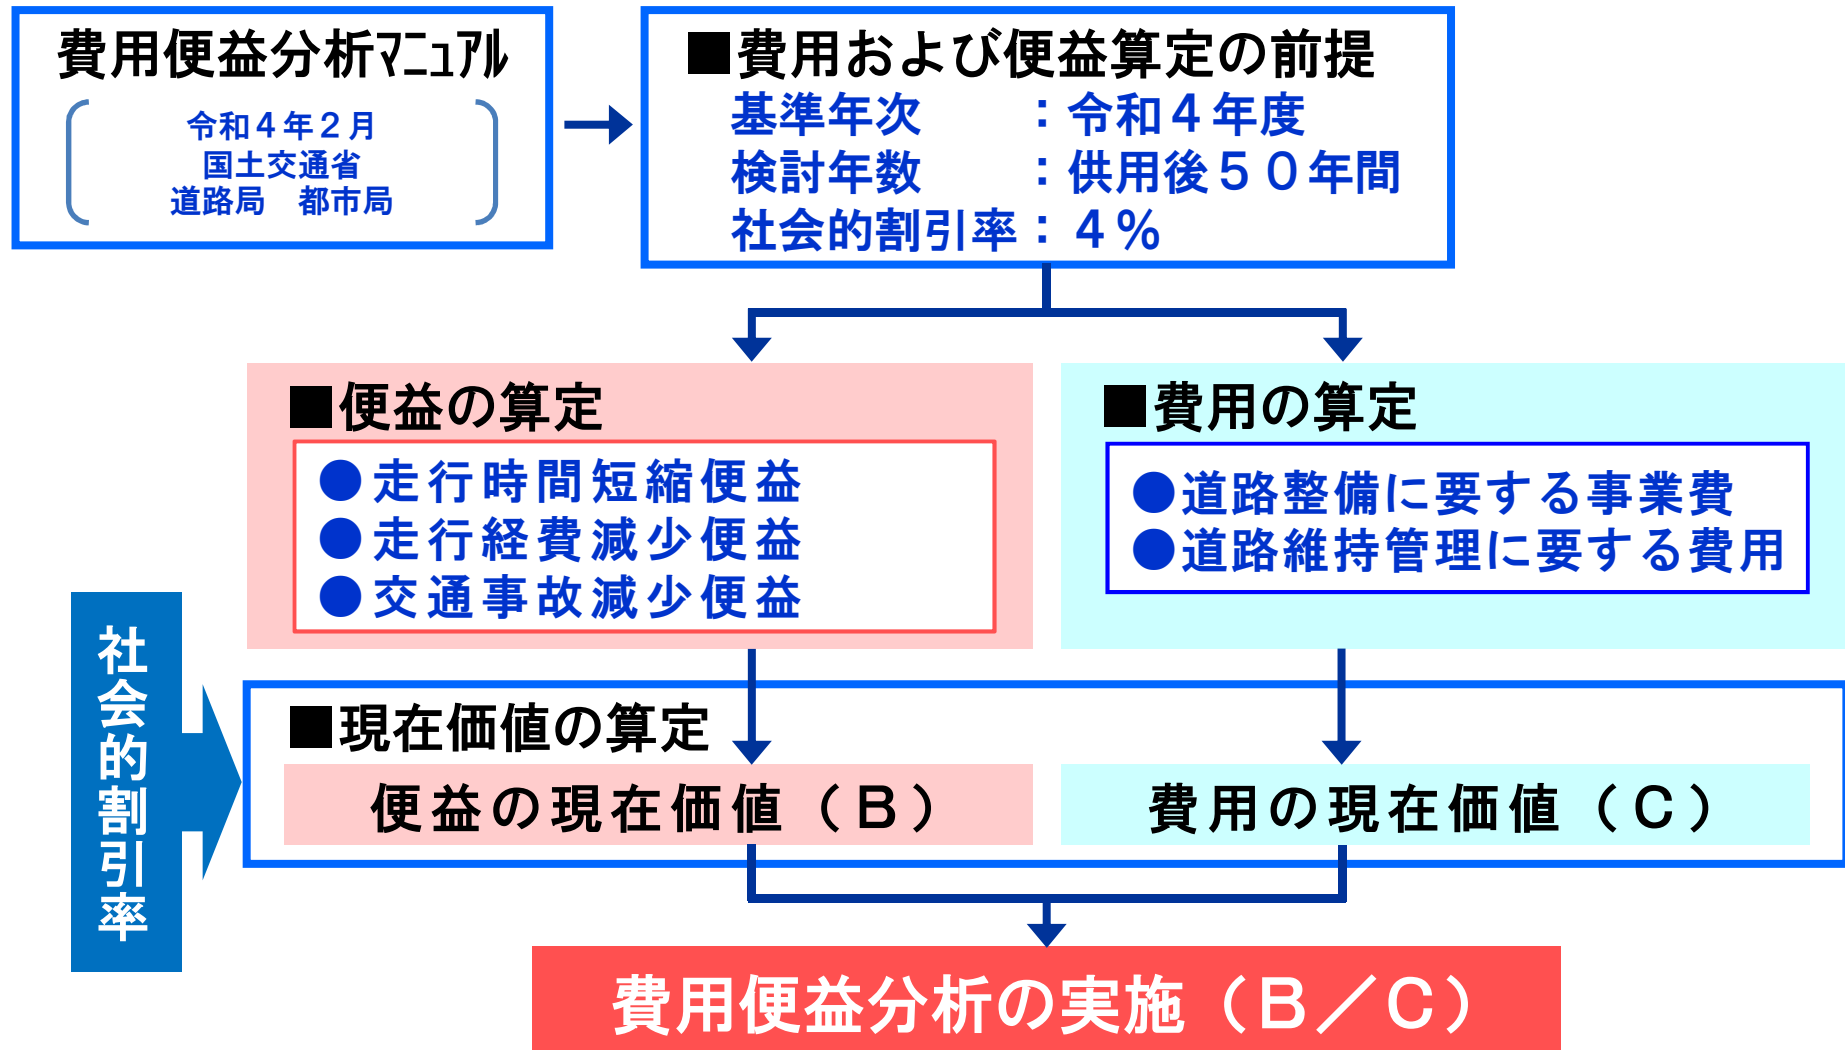 費用便益分析ﾏﾆｭｱﾙ
令和４年２月
国土交通省
道路局　都市局
■費用および便益算定の前提
基準年次　　：令和４年度
検討年数　　：供用後５０年間
社会的割引率：４％
■便益の算定
●走行時間短縮便益
●走行経費減少便益
●交通事故減少便益
■費用の算定
●道路整備に要する事業費
●道路維持管理に要する費用
社会的割引率
■現在価値の算定
便益の現在価値（Ｂ）
費用の現在価値（Ｃ）
費用便益分析の実施（Ｂ／Ｃ）